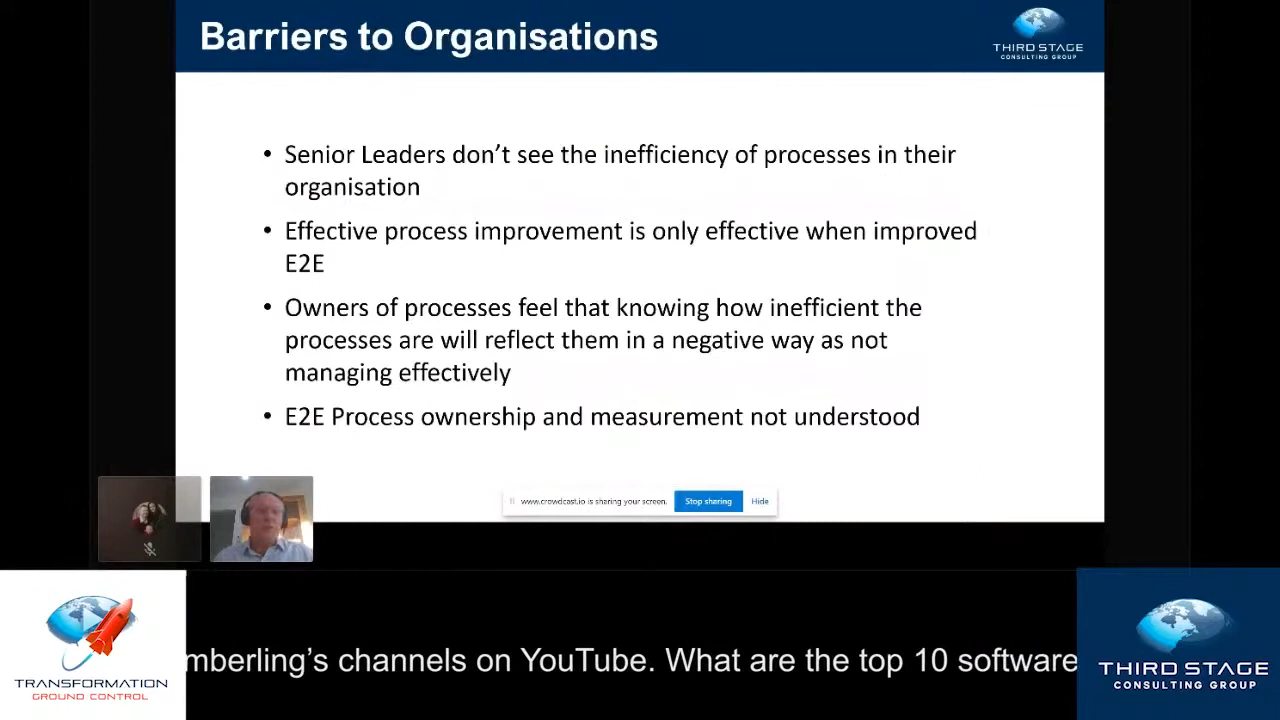 Barriers to Organisations
THIRD STAGE
CONSULTING GROUP
• Senior Leaders don’t see the inefficiency of processes in their
organisation
• Effective process improvement is only effective when improved
E2E
• Owners of processes feel that knowing how inefficient the
processes are will reflect them in a negative way as not
managing effectively
• E2E Process ownership and measurement not understood
www.crowdcast.io is sharing your screen. Stop sharing Hide
TRANSFORMATION
GROUND CONTROL
mberling’s channels on YouTube. What are the top 10 software
THIRD STAGE
CONSULTING GROUP